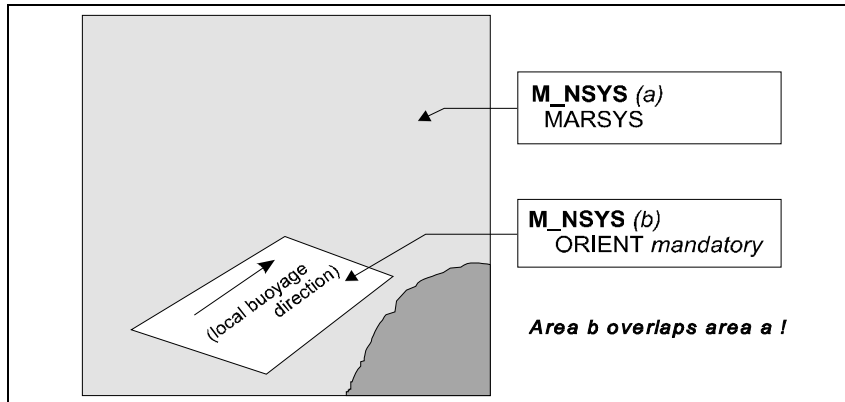 M_NSYS (a)
MARSYS
M_NSYS (b)
ORIENT mandatory
(local buoyage
direction)
Area b overlaps area a !